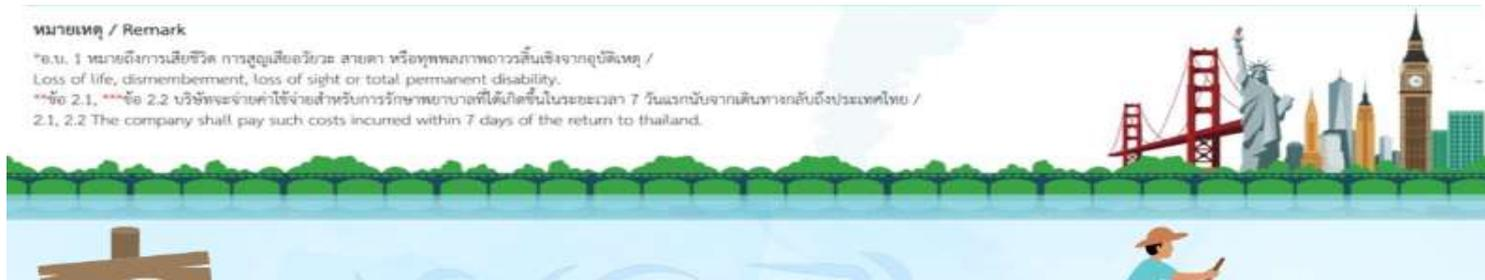 หมายเหตุ / Remark
*อ.บ. 1 หมายถึงการเสียชีวิต การสูญเสียอวัยวะ สายตา หรือทุพพลภาพถาวรสิ้นเชิงจากอุบัติเหตุ /
Loss of life, dismemberment, loss of sight or total permanent disability.
**ข้อ 2.1, ***ข้อ 2.2 บริษัทจะจ่ายค่าใช้จ่ายสำหรับการรักษาพยาบาลที่ได้เกิดขึ้นในระยะเวลา 7 วันแรกนับจากเดินทางกลับถึงประเทศไทย /
2.1, 2.2 The company shall pay such costs incurred within 7 days of the return to thailand.